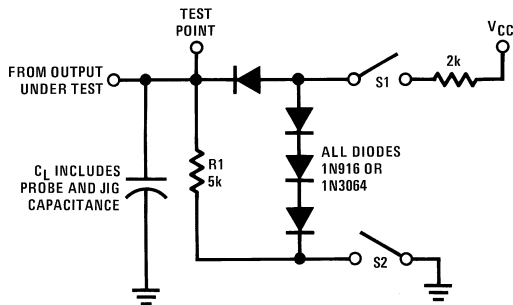 TEST
POINT
VCC
FROM OUTPUT
UNDER TEST
S1
2k
R1
5k
ALL DIODES
1N916 OR
1N3064
CL INCLUDES
PROBE AND JIG
CAPACITANCE
S2